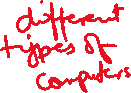 different
types of
computers